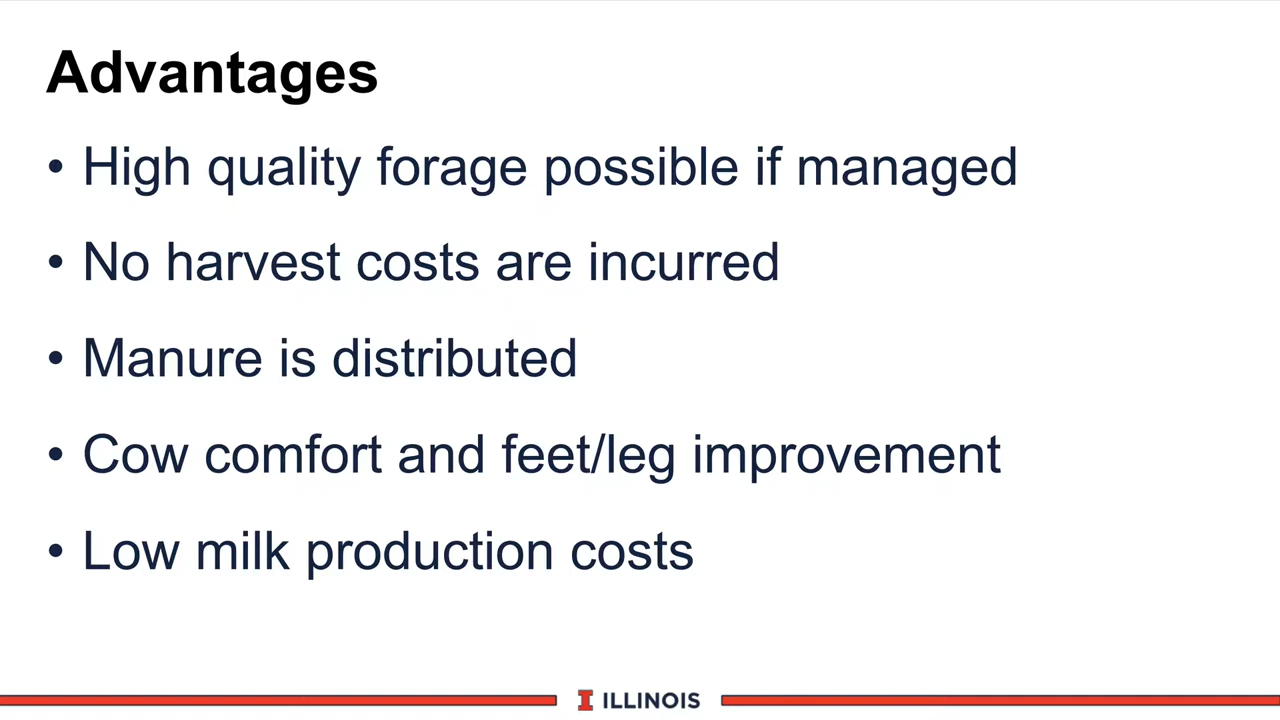 Advantages
• High quality forage possible if managed
• No harvest costs are incurred
• Manure is distributed
• Cow comfort and feet/leg improvement
• Low milk production costs
I ILLINOIS